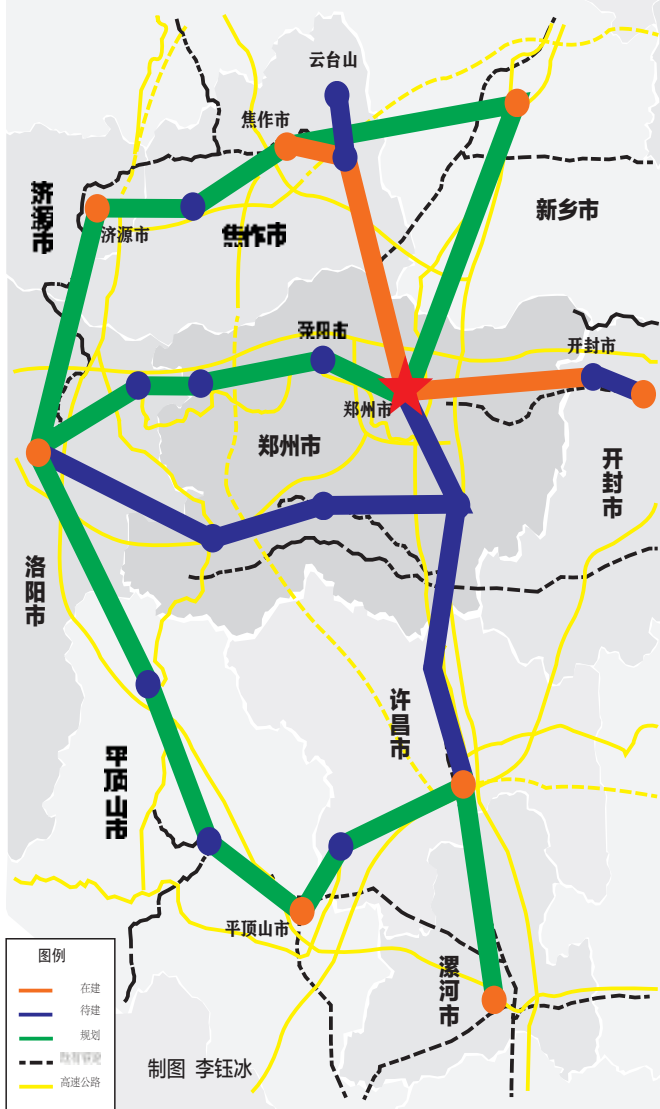 云台山
焦作市
济源市
济源市
焦作市
新乡市
荥阳市
开封市
郑州市
郑州市
开封市
洛阳市
许昌市
平顶山市
平顶山市
漯河市
图例
在建
待建
规划
高速公路
制图 李钰冰